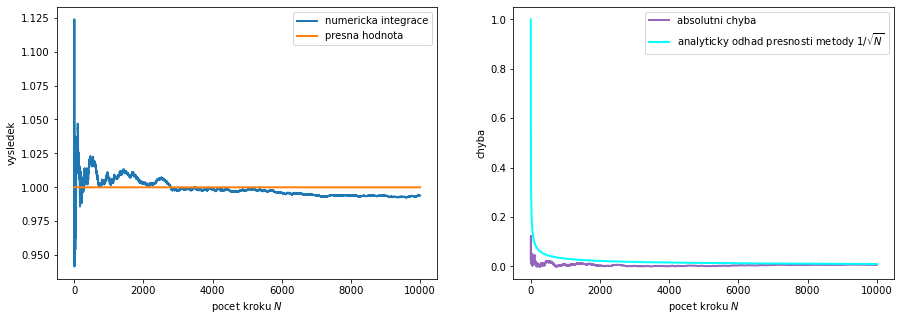 1.125
1.100
1.075
1.050
1.025
1.000
0.975
0.950
vysledek
0 2000 4000 6000 8000 10000
pocet kroku N
numericka integrace
presna hodnota
1.0
0.8
0.6
0.4
0.2
0.0
chyba
0 2000 4000 6000 8000 10000
pocet kroku N
absolutni chyba
analyticky odhad presnosti metody 1/√N